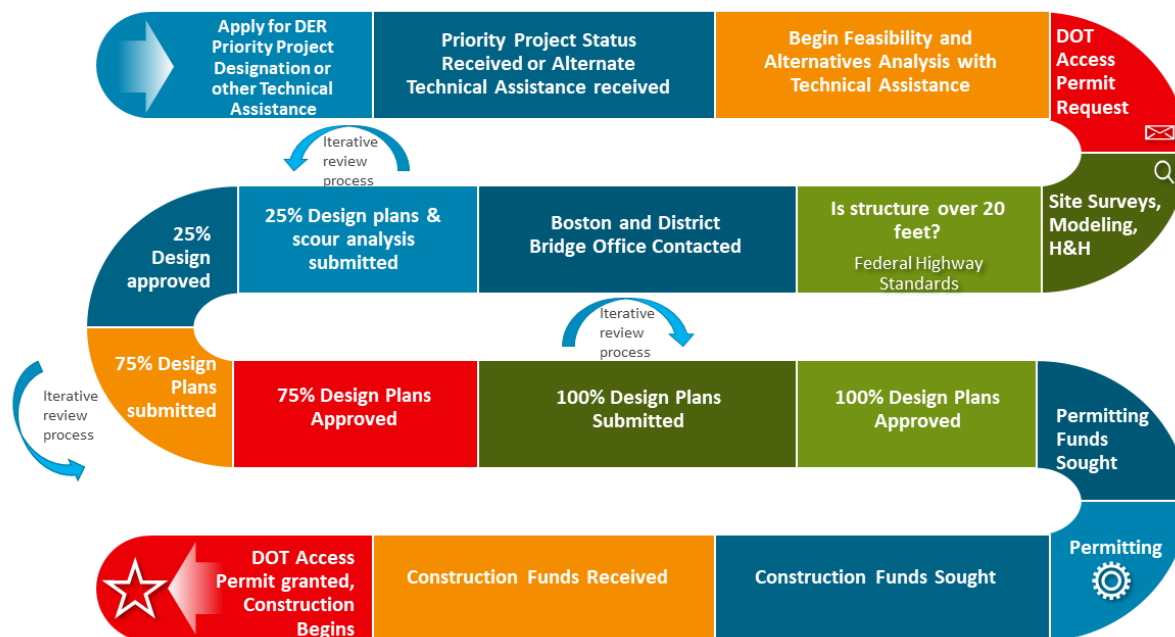 Apply for DER
Priority Project
Designation or
other Technical
Assistance
Priority Project Status
Received or Alternate
Technical Assistance received
Begin Feasibility and
Alternatives Analysis with
Technical Assistance
DOT
Access
Permit
Request
Site Surveys,
Modeling,
H&H
Is structure over 20
feet?
Federal Highway
Standards
Boston and District
Bridge Office Contacted
Iterative
review
process
25% Design plans &
scour analysis
submitted
25%
Design
approved
75% Design
Plans
submitted
Iterative
review
process
75% Design Plans
Approved
Iterative
review
process
100% Design Plans
Submitted
100% Design Plans
Approved
Permitting
Funds
Sought
Permitting
Construction Funds Sought
Construction Funds Received
DOT Access
Permit granted,
Construction
Begins